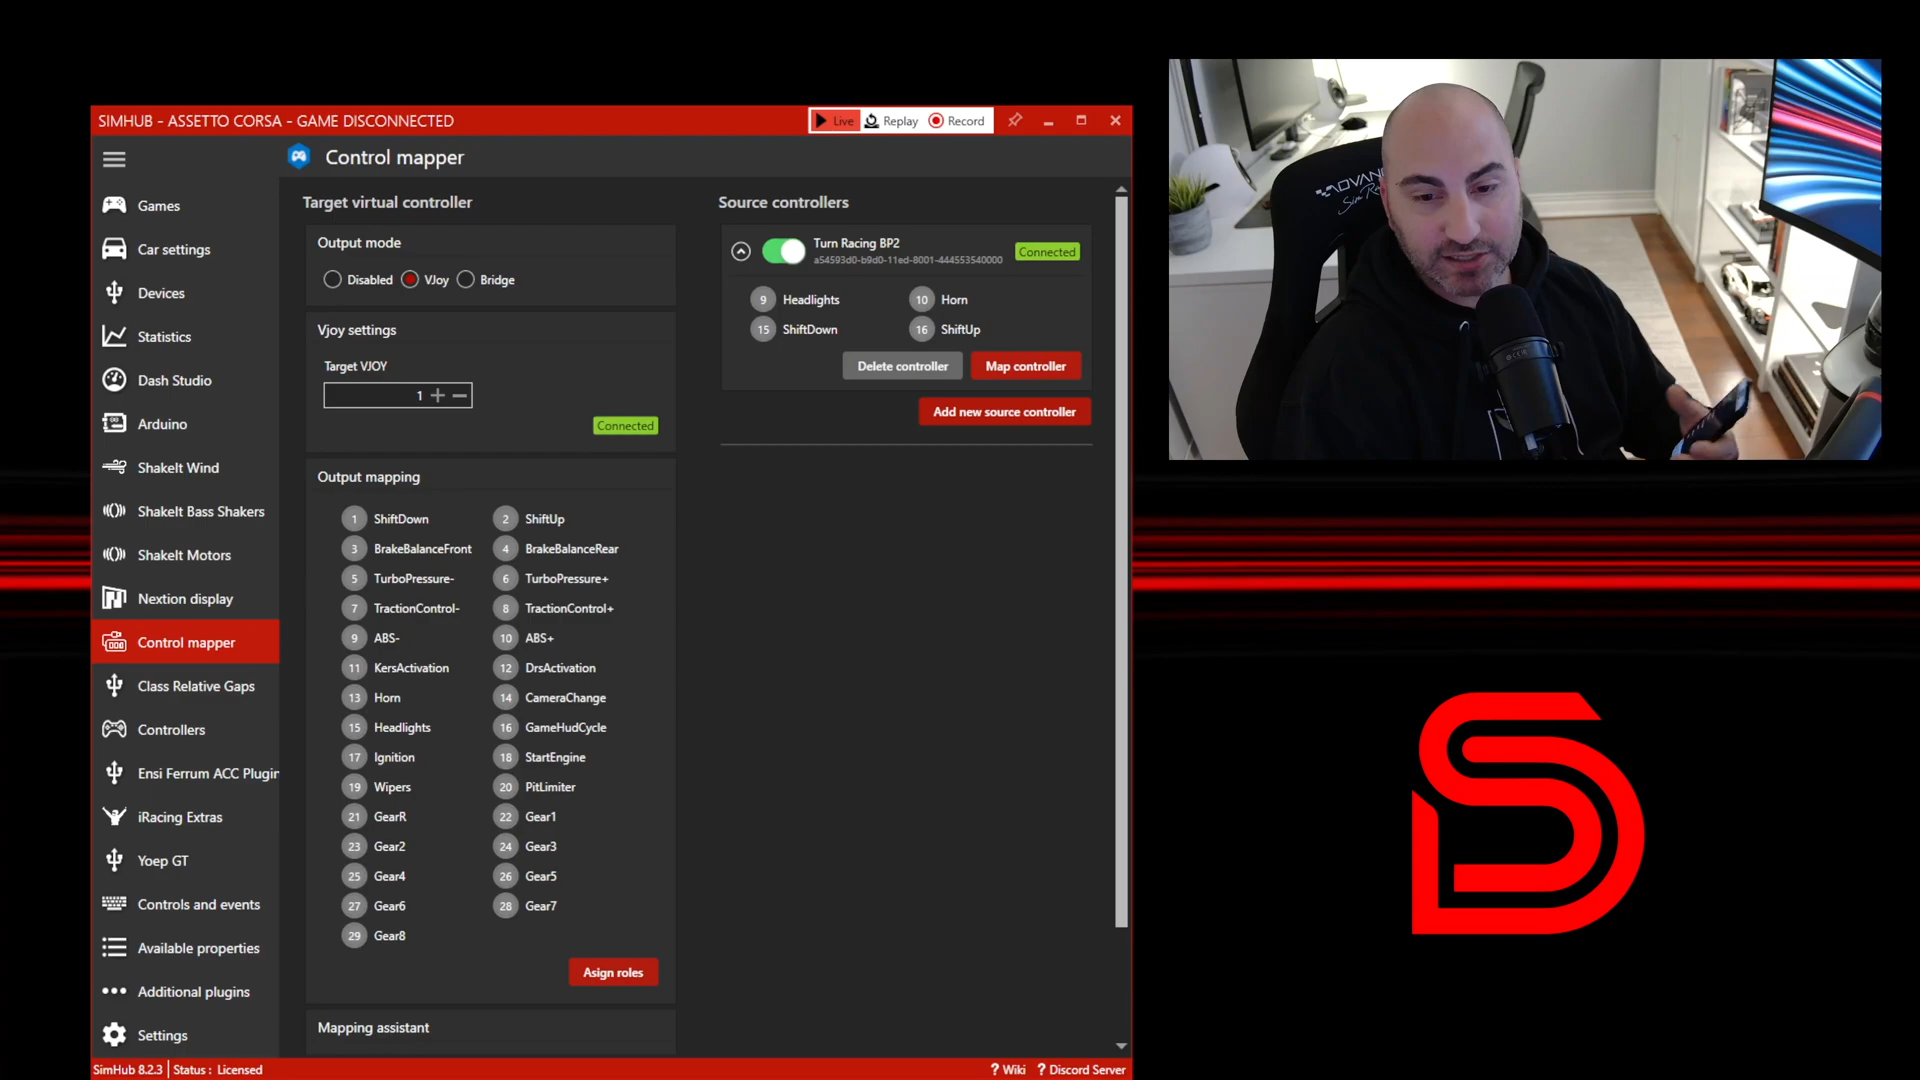 SIMHUB - ASSETTO CORSA - GAME DISCONNECTED
Live Replay Record
Control mapper
Games
Car settings
Devices
Statistics
Dash Studio
Arduino
ShakeIt Wind
ShakeIt Bass Shakers
ShakeIt Motors
Nextion display
Control mapper
Class Relative Gaps
Controllers
Ensi Ferrum ACC Plugin
iRacing Extras
Yoep GT
Controls and events
Available properties
Additional plugins
Settings
Target virtual controller
Output mode
Disabled VJoy Bridge
Vjoy settings
Target VJOY
1
Connected
Output mapping
1 ShiftDown 2 ShiftUp
3 BrakeBalanceFront 4 BrakeBalanceRear
5 TurboPressure- 6 TurboPressure+
7 TractionControl- 8 TractionControl+
9 ABS- 10 ABS+
11 KersActivation 12 DrsActivation
13 Horn 14 CameraChange
15 Headlights 16 GameHudCycle
17 Ignition 18 StartEngine
19 Wipers 20 PitLimiter
21 GearR 22 Gear1
23 Gear2 24 Gear3
25 Gear4 26 Gear5
27 Gear6 28 Gear7
29 Gear8
Asign roles
Mapping assistant
Source controllers
Turn Racing BP2
a54593d0-b9d0-11ed-8001-444553540000
Connected
9 Headlights 10 Horn
15 ShiftDown 16 ShiftUp
Delete controller Map controller
Add new source controller
SimHub 8.2.3 Status : Licensed
? Wiki ? Discord Server
ADVANC
Sim Ra